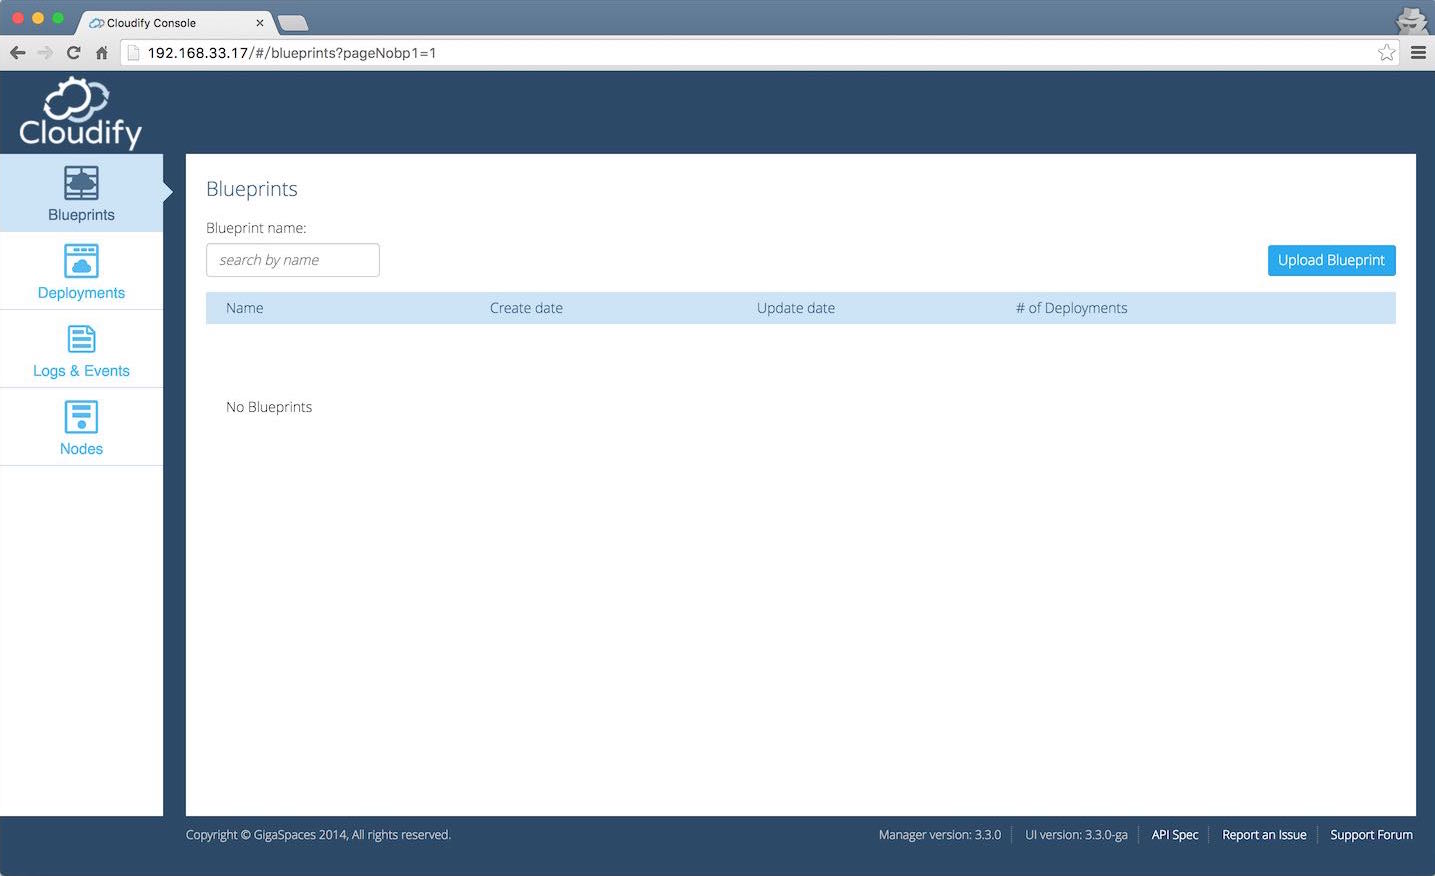 Cloudify Console
192.168.33.17/#/blueprints?pageNobp1=1
Cloudify
Blueprints
Deployments
Logs & Events
Nodes
Blueprints
Blueprint name:
search by name
Upload Blueprint
Name Create date Update date # of Deployments
No Blueprints
Copyright © GigaSpaces 2014, All rights reserved. Manager version: 3.3.0 UI version: 3.3.0-ga API Spec Report an Issue Support Forum